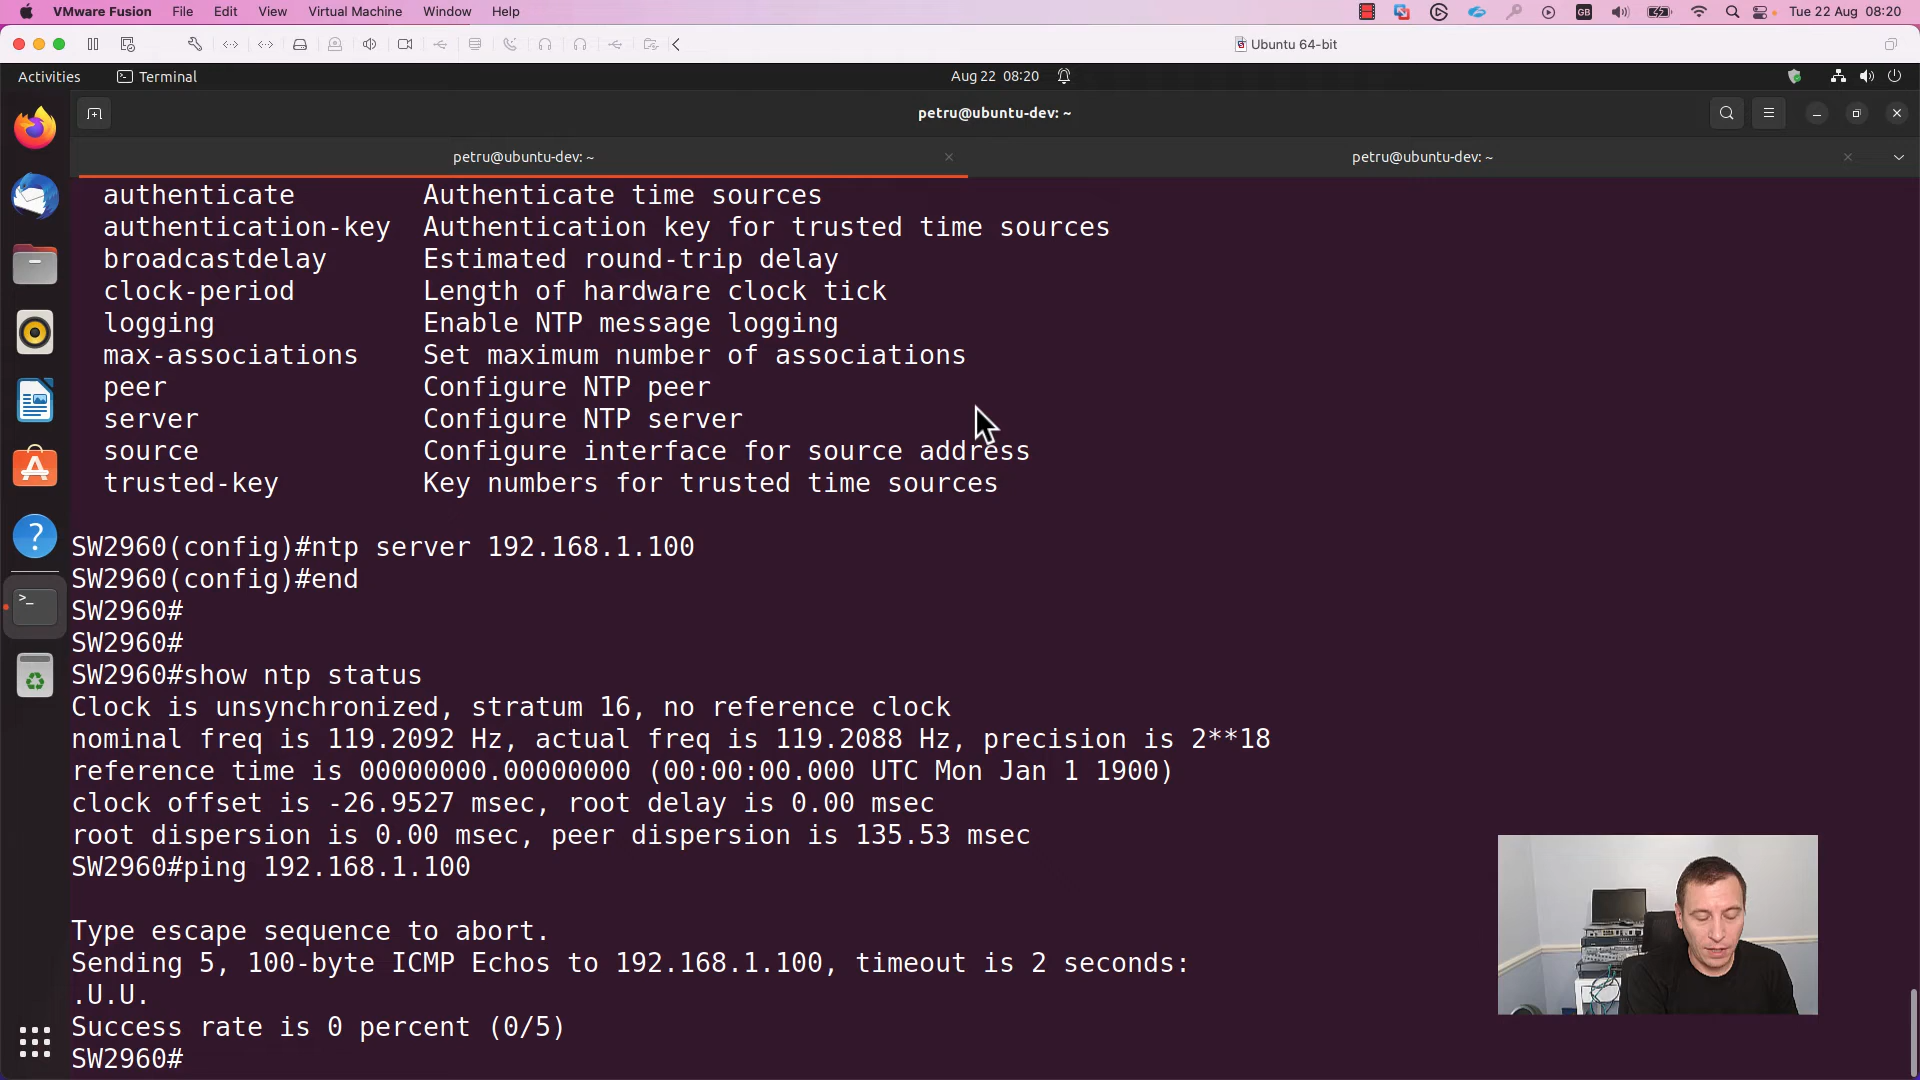 VMware Fusion File Edit View Virtual Machine Window Help GB Tue 22 Aug 08:20
Ubuntu 64-bit
Activities Terminal Aug 22 08:20
petru@ubuntu-dev: ~
petru@ubuntu-dev: ~ petru@ubuntu-dev: ~
authenticate Authenticate time sources
authentication-key Authentication key for trusted time sources
broadcastdelay Estimated round-trip delay
clock-period Length of hardware clock tick
logging Enable NTP message logging
max-associations Set maximum number of associations
peer Configure NTP peer
server Configure NTP server
source Configure interface for source address
trusted-key Key numbers for trusted time sources
SW2960(config)#ntp server 192.168.1.100
SW2960(config)#end
SW2960#
SW2960#
SW2960#show ntp status
Clock is unsynchronized, stratum 16, no reference clock
nominal freq is 119.2092 Hz, actual freq is 119.2088 Hz, precision is 2**18
reference time is 00000000.00000000 (00:00:00.000 UTC Mon Jan 1 1900)
clock offset is -26.9527 msec, root delay is 0.00 msec
root dispersion is 0.00 msec, peer dispersion is 135.53 msec
SW2960#ping 192.168.1.100
Type escape sequence to abort.
Sending 5, 100-byte ICMP Echos to 192.168.1.100, timeout is 2 seconds:
.U.U.
Success rate is 0 percent (0/5)
SW2960#